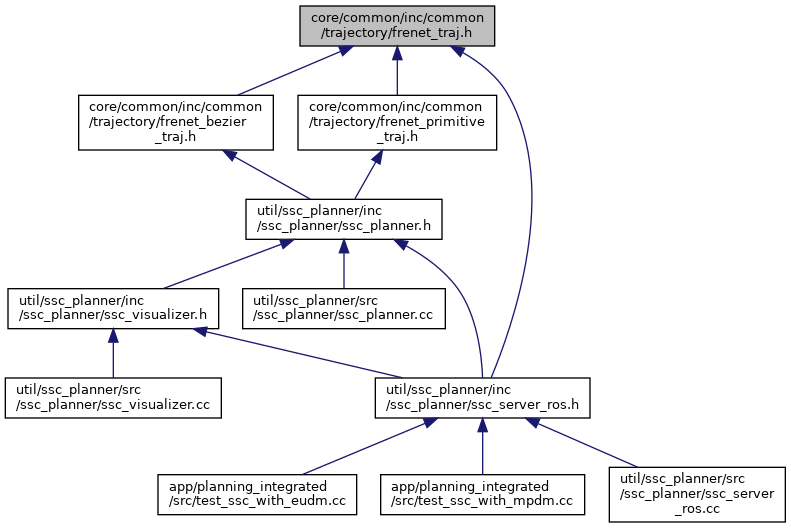 core/common/inc/common
/trajectory/frenet_traj.h
core/common/inc/common
/trajectory/frenet_bezier
_traj.h
core/common/inc/common
/trajectory/frenet_primitive
_traj.h
util/ssc_planner/inc
/ssc_planner/ssc_planner.h
util/ssc_planner/inc
/ssc_planner/ssc_visualizer.h
util/ssc_planner/src
/ssc_planner/ssc_planner.cc
util/ssc_planner/src
/ssc_planner/ssc_visualizer.cc
util/ssc_planner/inc
/ssc_planner/ssc_server_ros.h
app/planning_integrated
/src/test_ssc_with_eudm.cc
app/planning_integrated
/src/test_ssc_with_mpdm.cc
util/ssc_planner/src
/ssc_planner/ssc_server
_ros.cc